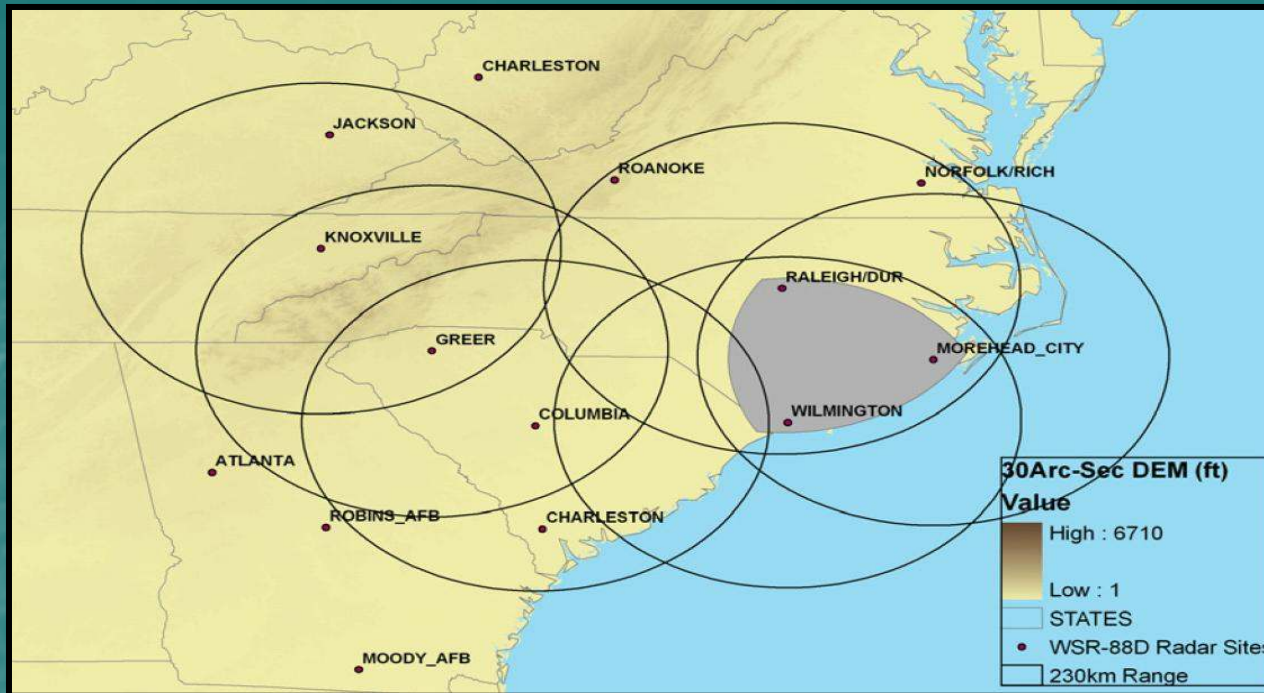 CHARLESTON
JACKSON
ROANOKE
NORFOLK/RICH
KNOXVILLE
RALEIGH/DUR
GREER
MOREHEAD_CITY
COLUMBIA
WILMINGTON
ATLANTA
ROBINS_AFB
CHARLESTON
MOODY_AFB
30Arc-Sec DEM (ft)
Value
High : 6710
Low : 1
STATES
WSR-88D Radar Sites
230km Range